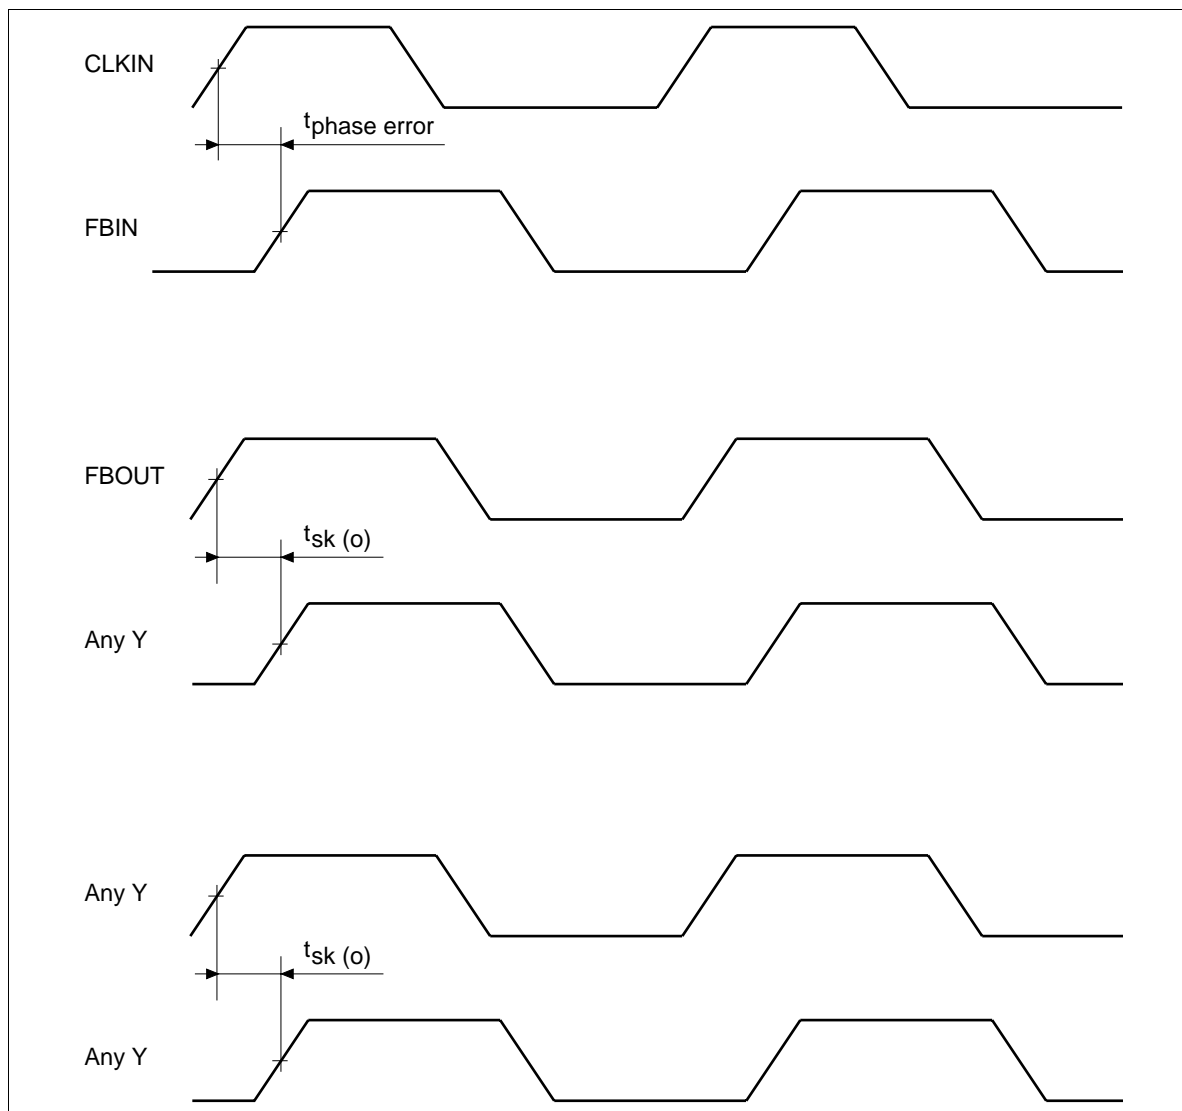 CLKIN
tphase error
FBIN
FBOUT
tsk (o)
Any Y
Any Y
tsk (o)
Any Y